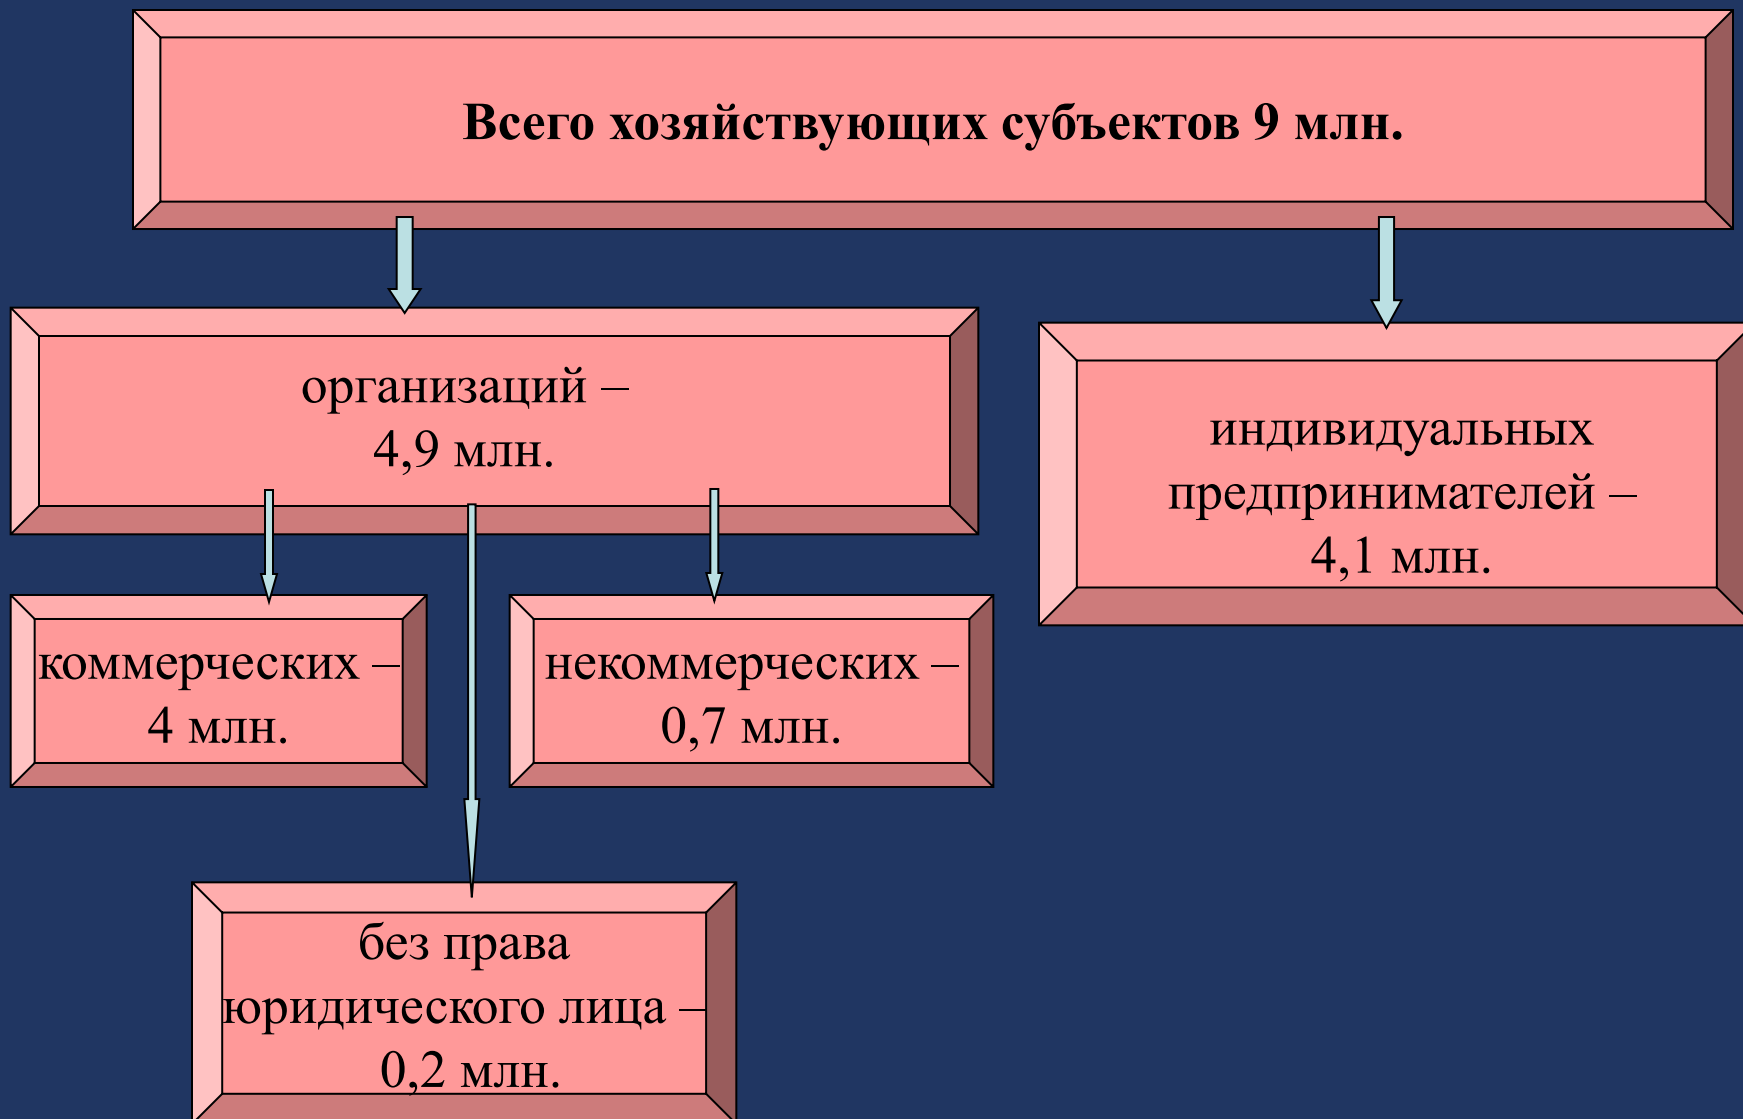 Всего хозяйствующих субъектов 9 млн.
организаций –
4,9 млн.
индивидуальных
предпринимателей –
4,1 млн.
коммерческих –
4 млн.
некоммерческих –
0,7 млн.
без права
юридического лица –
0,2 млн.